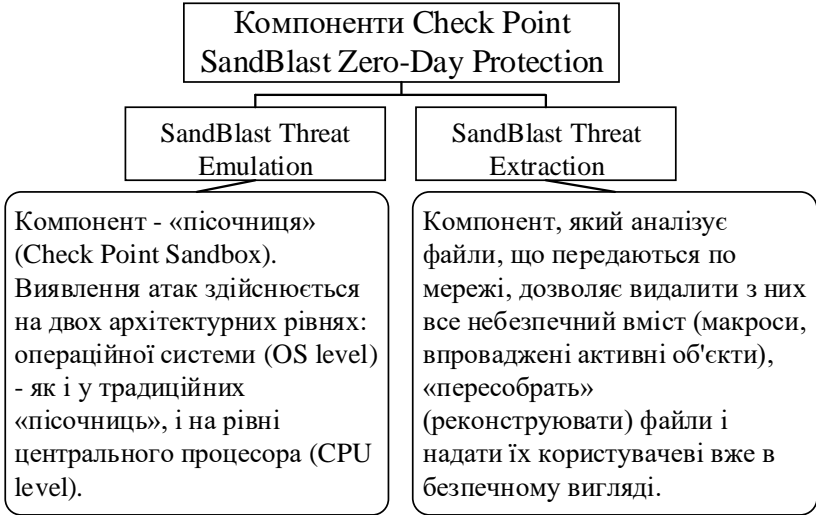 Компоненти Check Point
SandBlast Zero-Day Protection
SandBlast Threat
Emulation
SandBlast Threat
Extraction
Компонент - «пісочниця»
(Check Point Sandbox).
Виявлення атак здійснюється
на двох архітектурних рівнях:
операційної системи (OS level)
- як і у традиційних
«пісочниць», і на рівні
центрального процесора (CPU
level).
Компонент, який аналізує
файли, що передаються по
мережі, дозволяє видалити з них
все небезпечний вміст (макроси,
впроваджені активні об'єкти),
«пересобрать»
(реконструювати) файли і
надати їх користувачеві вже в
безпечному вигляді.